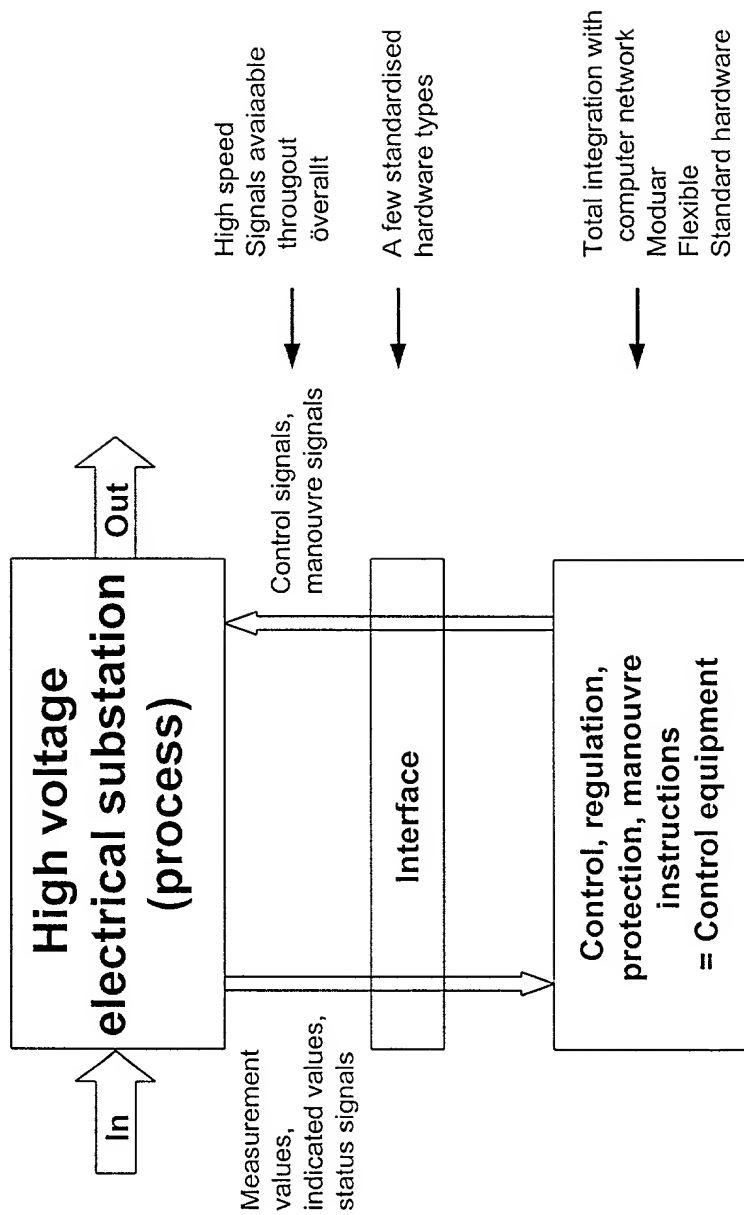 High voltage
electrical substation
(process)
In
Out
Measurement
values,
indicated values,
status signals
Control signals,
manouvre signals
High speed
Signals avaiaable
througout
överallt
Interface
A few standardised
hardware types
Control, regulation,
protection, manouvre
instructions
= Control equipment
Total integration with
computer network
Moduar
Flexible
Standard hardware